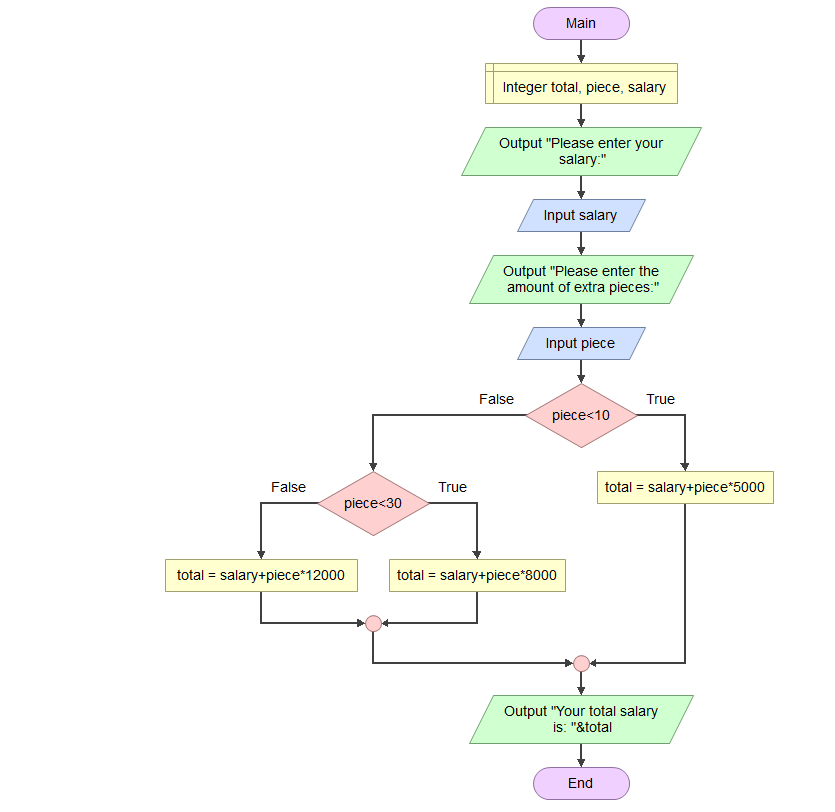 Main
Integer total, piece, salary
Output "Please enter your
salary:"
Input salary
Output "Please enter the
amount of extra pieces:"
Input piece
False
True
piece<10
False
True
total = salary+piece*5000
piece<30
total = salary+piece*12000
total = salary+piece*8000
Output "Your total salary
is: "&total
End